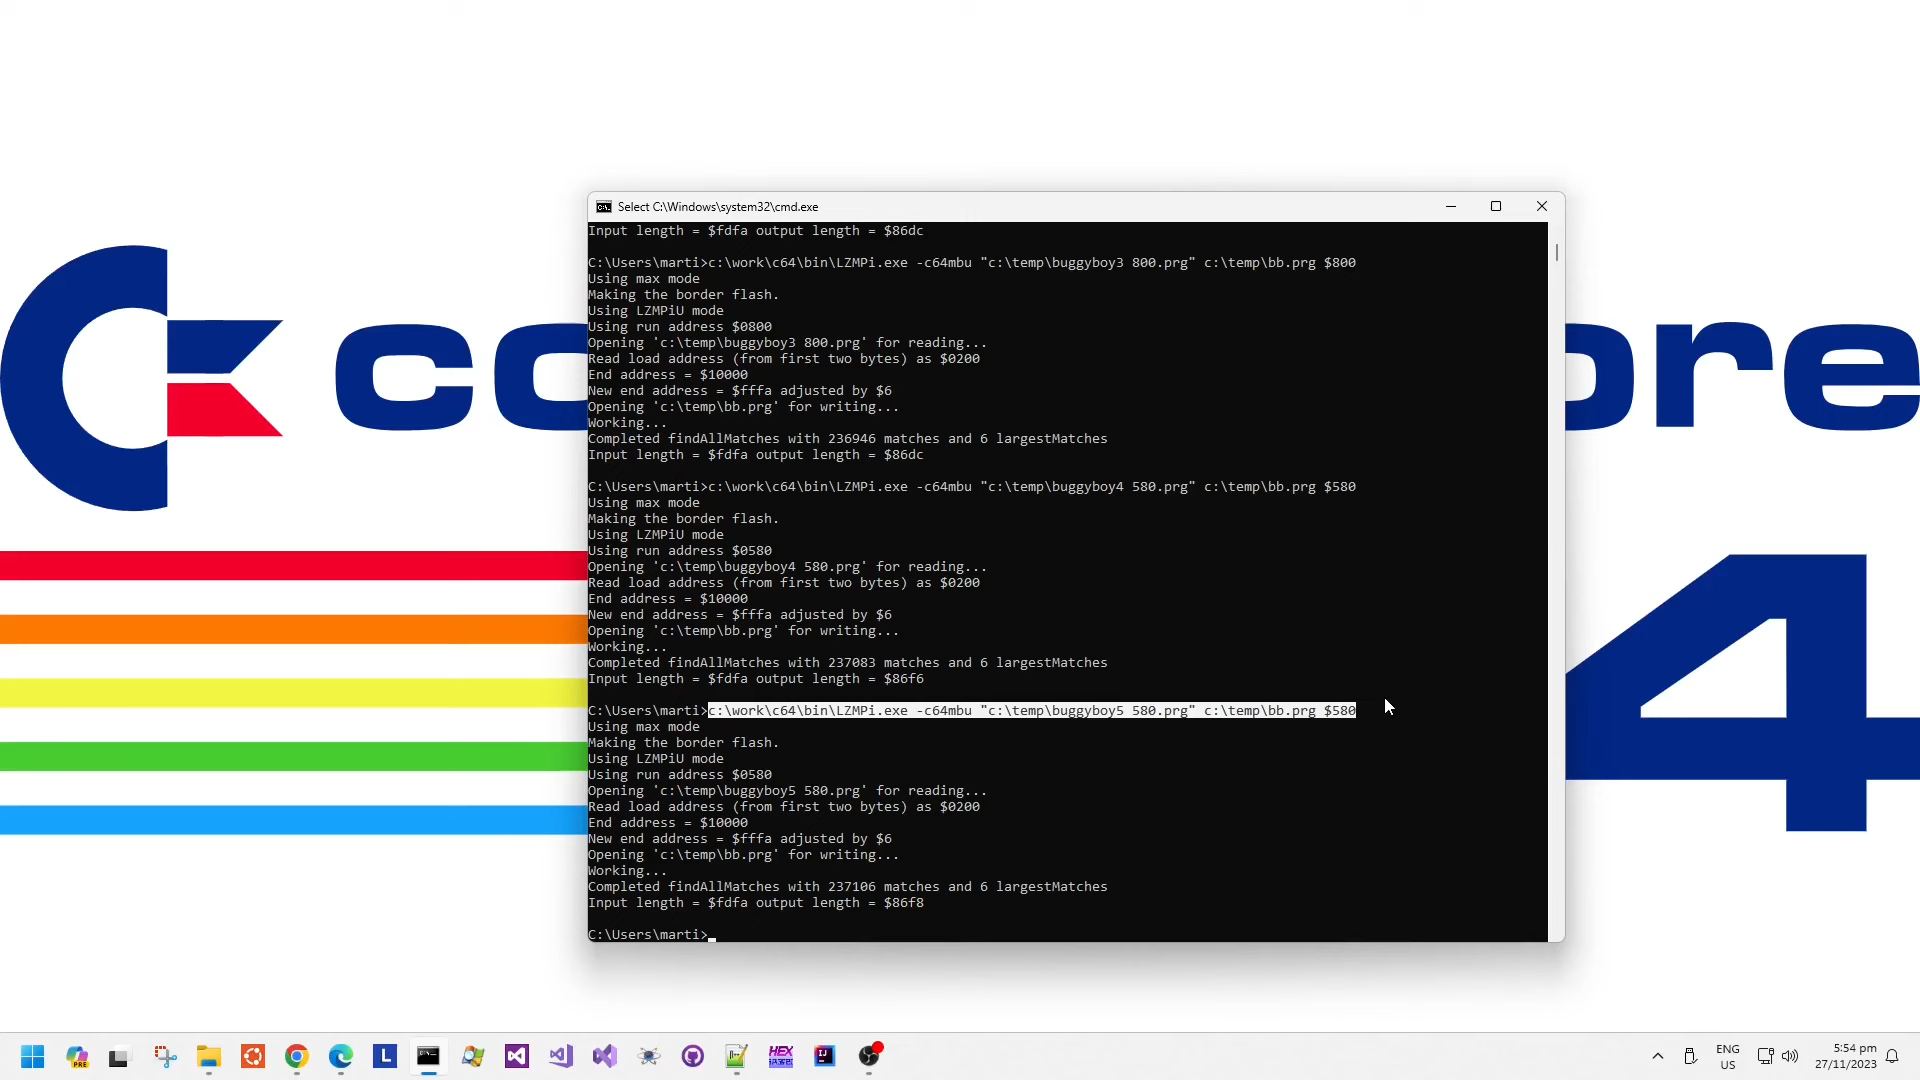 Select C:\Windows\system32\cmd.exe
Input length = $fdfa output length = $86dc
C:\Users\marti>c:\work\c64\bin\LZMPi.exe -c64mbu "c:\temp\buggyboy3 800.prg" c:\temp\bb.prg $800
Using max mode
Making the border flash.
Using LZMPiU mode
Using run address $0800
Opening 'c:\temp\buggyboy3 800.prg' for reading...
Read load address (from first two bytes) as $0200
End address = $10000
New end address = $fffa adjusted by $6
Opening 'c:\temp\bb.prg' for writing...
Working...
Completed findAllMatches with 236946 matches and 6 largestMatches
Input length = $fdfa output length = $86dc
C:\Users\marti>c:\work\c64\bin\LZMPi.exe -c64mbu "c:\temp\buggyboy4 580.prg" c:\temp\bb.prg $580
Using max mode
Making the border flash.
Using LZMPiU mode
Using run address $0580
Opening 'c:\temp\buggyboy4 580.prg' for reading...
Read load address (from first two bytes) as $0200
End address = $10000
New end address = $fffa adjusted by $6
Opening 'c:\temp\bb.prg' for writing...
Working...
Completed findAllMatches with 237083 matches and 6 largestMatches
Input length = $fdfa output length = $86f6
C:\Users\marti>c:\work\c64\bin\LZMPi.exe -c64mbu "c:\temp\buggyboy5 580.prg" c:\temp\bb.prg $580
Using max mode
Making the border flash.
Using LZMPiU mode
Using run address $0580
Opening 'c:\temp\buggyboy5 580.prg' for reading...
Read load address (from first two bytes) as $0200
End address = $10000
New end address = $fffa adjusted by $6
Opening 'c:\temp\bb.prg' for writing...
Working...
Completed findAllMatches with 237106 matches and 6 largestMatches
Input length = $fdfa output length = $86f8
C:\Users\marti>
co
ore
4
PRE
L
HEX
IJ
ENG
US
5:54 pm
27/11/2023